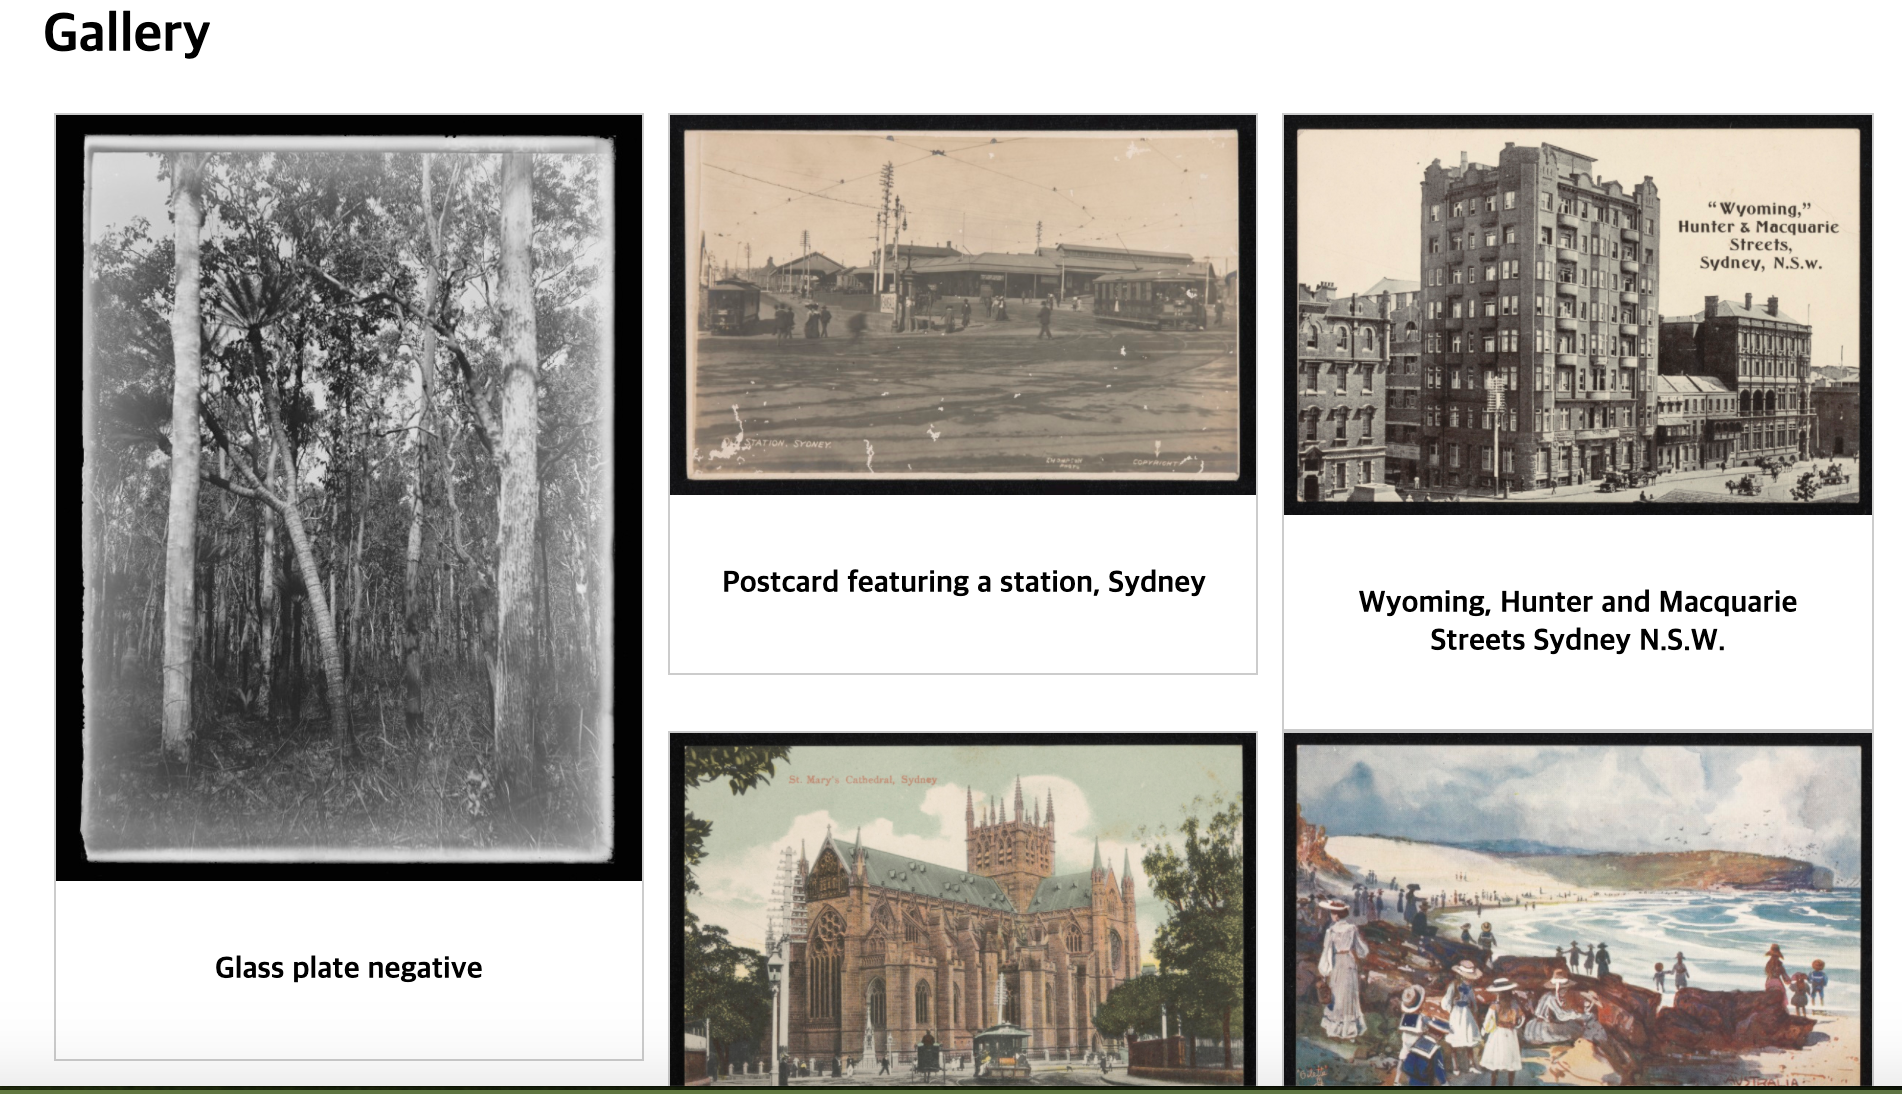 Gallery
STATION, SYDNEY.
COPYRIGHT
"Wyoming,"
Hunter & Macquarie
Streets,
Sydney, N.S.W.
Postcard featuring a station, Sydney
Wyoming, Hunter and Macquarie
Streets Sydney N.S.W.
St. Mary's Cathedral, Sydney
AUSTRALIA
Glass plate negative